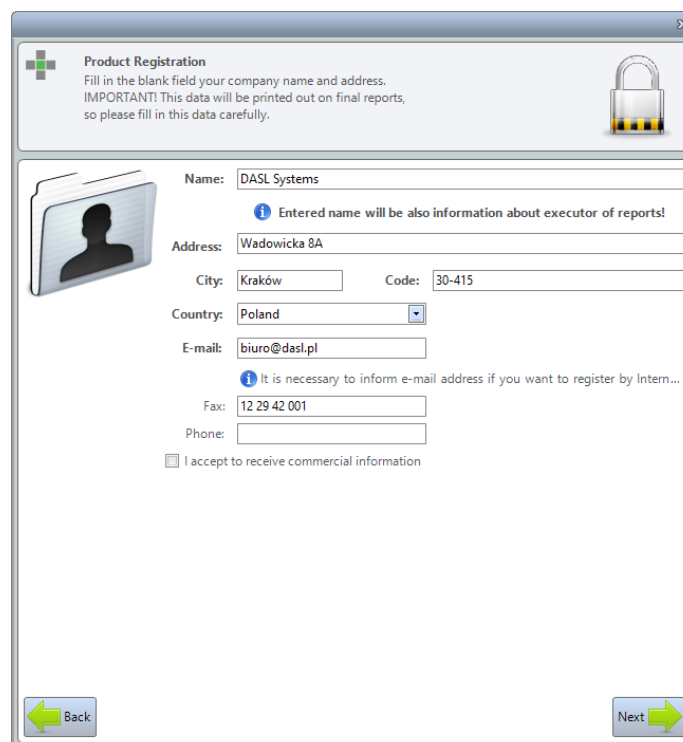 Product Registration
Fill in the blank field your company name and address.
IMPORTANT! This data will be printed out on final reports,
so please fill in this data carefully.
Name: DASL Systems
Entered name will be also information about executor of reports!
Address: Wadowicka 8A
City: Kraków Code: 30-415
Country: Poland
E-mail: biuro@dasl.pl
It is necessary to inform e-mail address if you want to register by Intern...
Fax: 12 29 42 001
Phone:
I accept to receive commercial information
Back Next